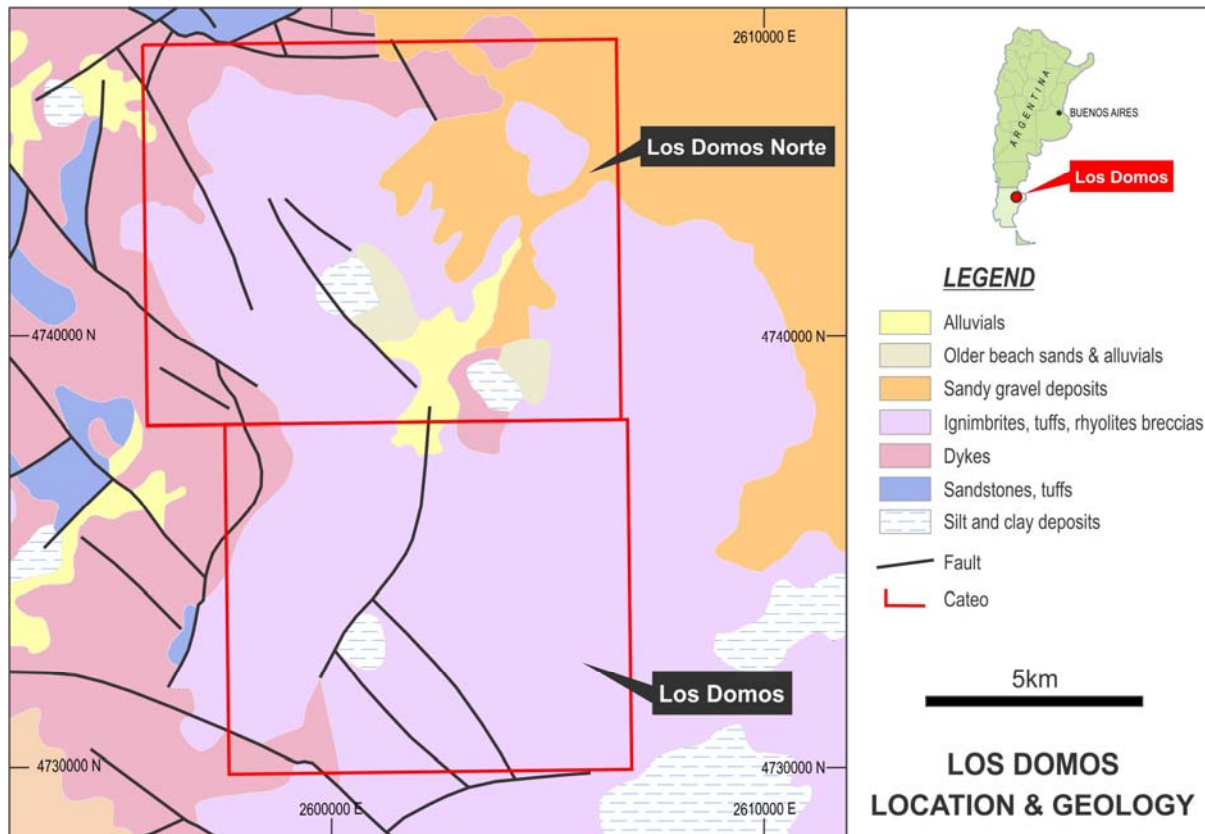 2610000 E
Los Domos Norte
4740000 N
4740000 N
Los Domos
4730000 N
4730000 N
2600000 E
2610000 E
ARGENTINA
BUENOS AIRES
Los Domos
LEGEND
Alluvials
Older beach sands & alluvials
Sandy gravel deposits
Ignimbrites, tuffs, rhyolites breccias
Dykes
Sandstones, tuffs
Silt and clay deposits
Fault
Cateo
5km
LOS DOMOS
LOCATION & GEOLOGY